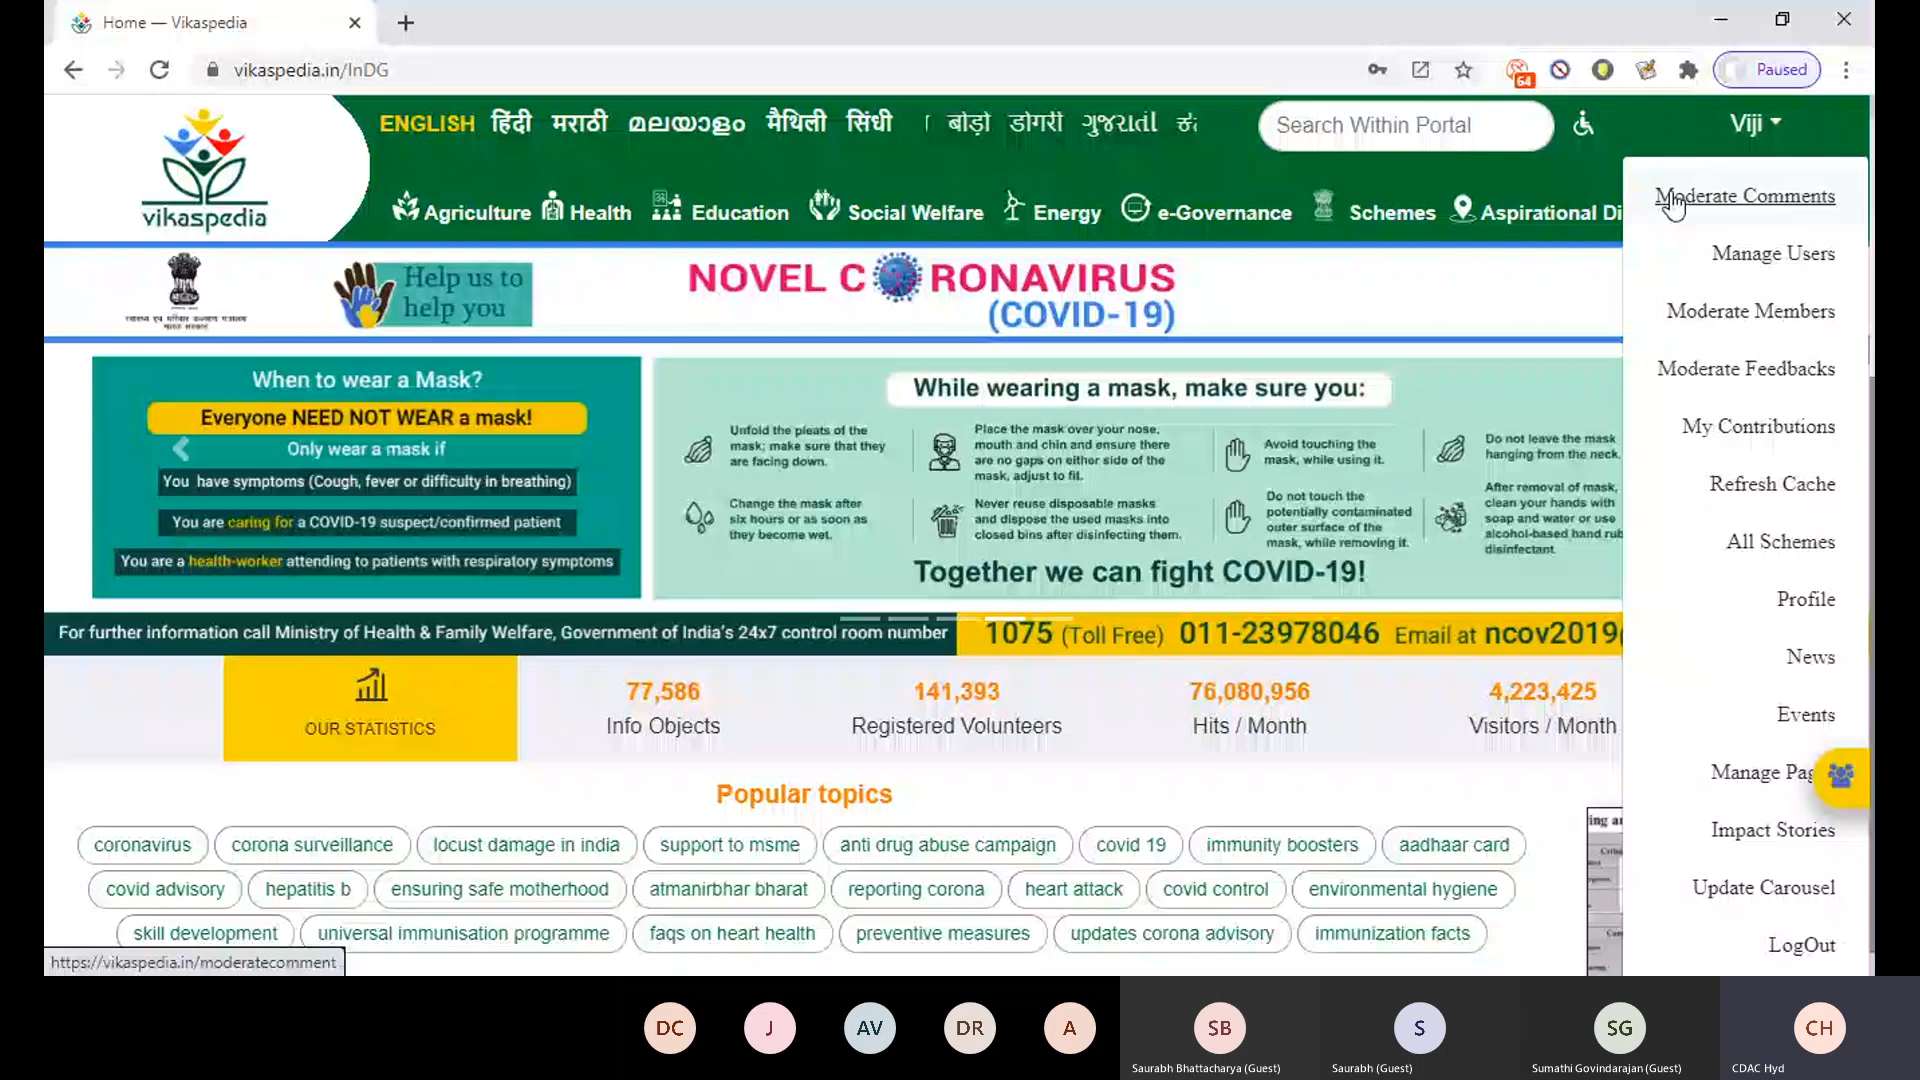 Home — Vikaspedia
vikaspedia.in/InDG
64
Paused
ENGLISH हिंदी मराठी മലയാളം मैथिली सिंधी बोड़ो डोगरी ગુજરાતી
Search Within Portal
Viji
vikaspedia
Agriculture Health Education Social Welfare Energy e-Governance Schemes Aspirational Di
Help us to
help you
NOVEL C RONAVIRUS
(COVID-19)
When to wear a Mask?
Everyone NEED NOT WEAR a mask!
Only wear a mask if
You have symptoms (Cough, fever or difficulty in breathing)
You are caring for a COVID-19 suspect/confirmed patient
You are a health-worker attending to patients with respiratory symptoms
While wearing a mask, make sure you:
Unfold the pleats of the
mask; make sure that they
are facing down.
Place the mask over your nose,
mouth and chin and ensure there
are no gaps on either side of the
mask, adjust to fit.
Avoid touching the
mask, while using it.
Do not leave the mask
hanging from the neck.
Change the mask after
six hours or as soon as
they become wet.
Never reuse disposable masks
and dispose the used masks into
closed bins after disinfecting them.
Do not touch the
potentially contaminated
outer surface of the
mask, while removing it.
After removal of mask,
clean your hands with
soap and water or use
alcohol-based hand rub
disinfectant.
Together we can fight COVID-19!
For further information call Ministry of Health & Family Welfare, Government of India's 24x7 control room number
1075 (Toll Free) 011-23978046 Email at ncov2019
Moderate Comments
Manage Users
Moderate Members
Moderate Feedbacks
My Contributions
Refresh Cache
All Schemes
Profile
News
Events
Manage Pag
Impact Stories
Update Carousel
LogOut
OUR STATISTICS
77,586
Info Objects
141,393
Registered Volunteers
76,080,956
Hits / Month
4,223,425
Visitors / Month
Popular topics
coronavirus corona surveillance locust damage in india support to msme anti drug abuse campaign covid 19 immunity boosters aadhaar card
covid advisory hepatitis b ensuring safe motherhood atmanirbhar bharat reporting corona heart attack covid control environmental hygiene
skill development universal immunisation programme faqs on heart health preventive measures updates corona advisory immunization facts
https://vikaspedia.in/moderatecomment
DC J AV DR A SB S SG CH
Saurabh Bhattacharya (Guest) Saurabh (Guest) Sumathi Govindarajan (Guest) CDAC Hyd